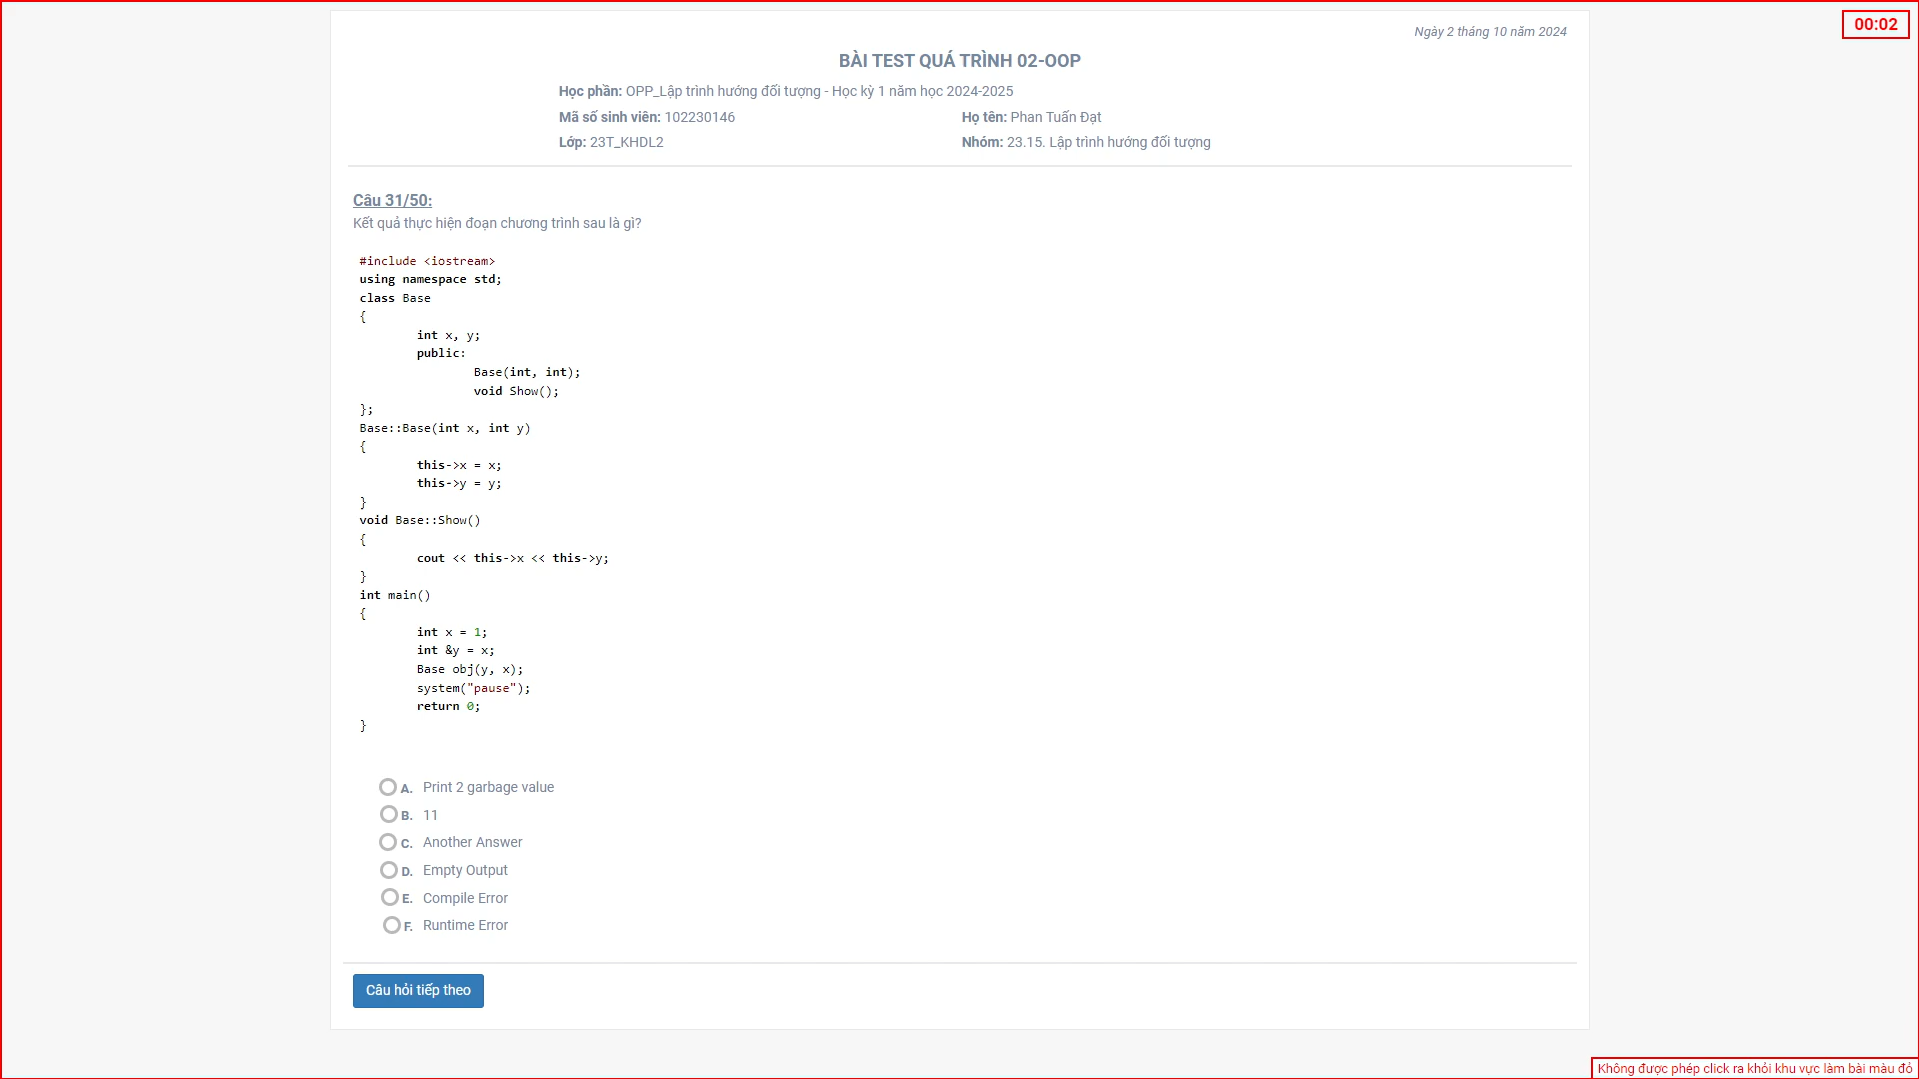 00:02
Ngày 2 tháng 10 năm 2024
BÀI TEST QUÁ TRÌNH 02-OOP
Học phần: OPP_Lập trình hướng đối tượng - Học kỳ 1 năm học 2024-2025
Mã số sinh viên: 102230146
Họ tên: Phan Tuấn Đạt
Lớp: 23T_KHDL2
Nhóm: 23.15. Lập trình hướng đối tượng
Câu 31/50:
Kết quả thực hiện đoạn chương trình sau là gì?
#include <iostream>
using namespace std;
class Base
{
int x, y;
public:
Base(int, int);
void Show();
};
Base::Base(int x, int y)
{
this->x = x;
this->y = y;
}
void Base::Show()
{
cout << this->x << this->y;
}
int main()
{
int x = 1;
int &y = x;
Base obj(y, x);
system("pause");
return 0;
}
A. Print 2 garbage value
B. 11
C. Another Answer
D. Empty Output
E. Compile Error
F. Runtime Error
Câu hỏi tiếp theo
Không được phép click ra khỏi khu vực làm bài màu đỏ